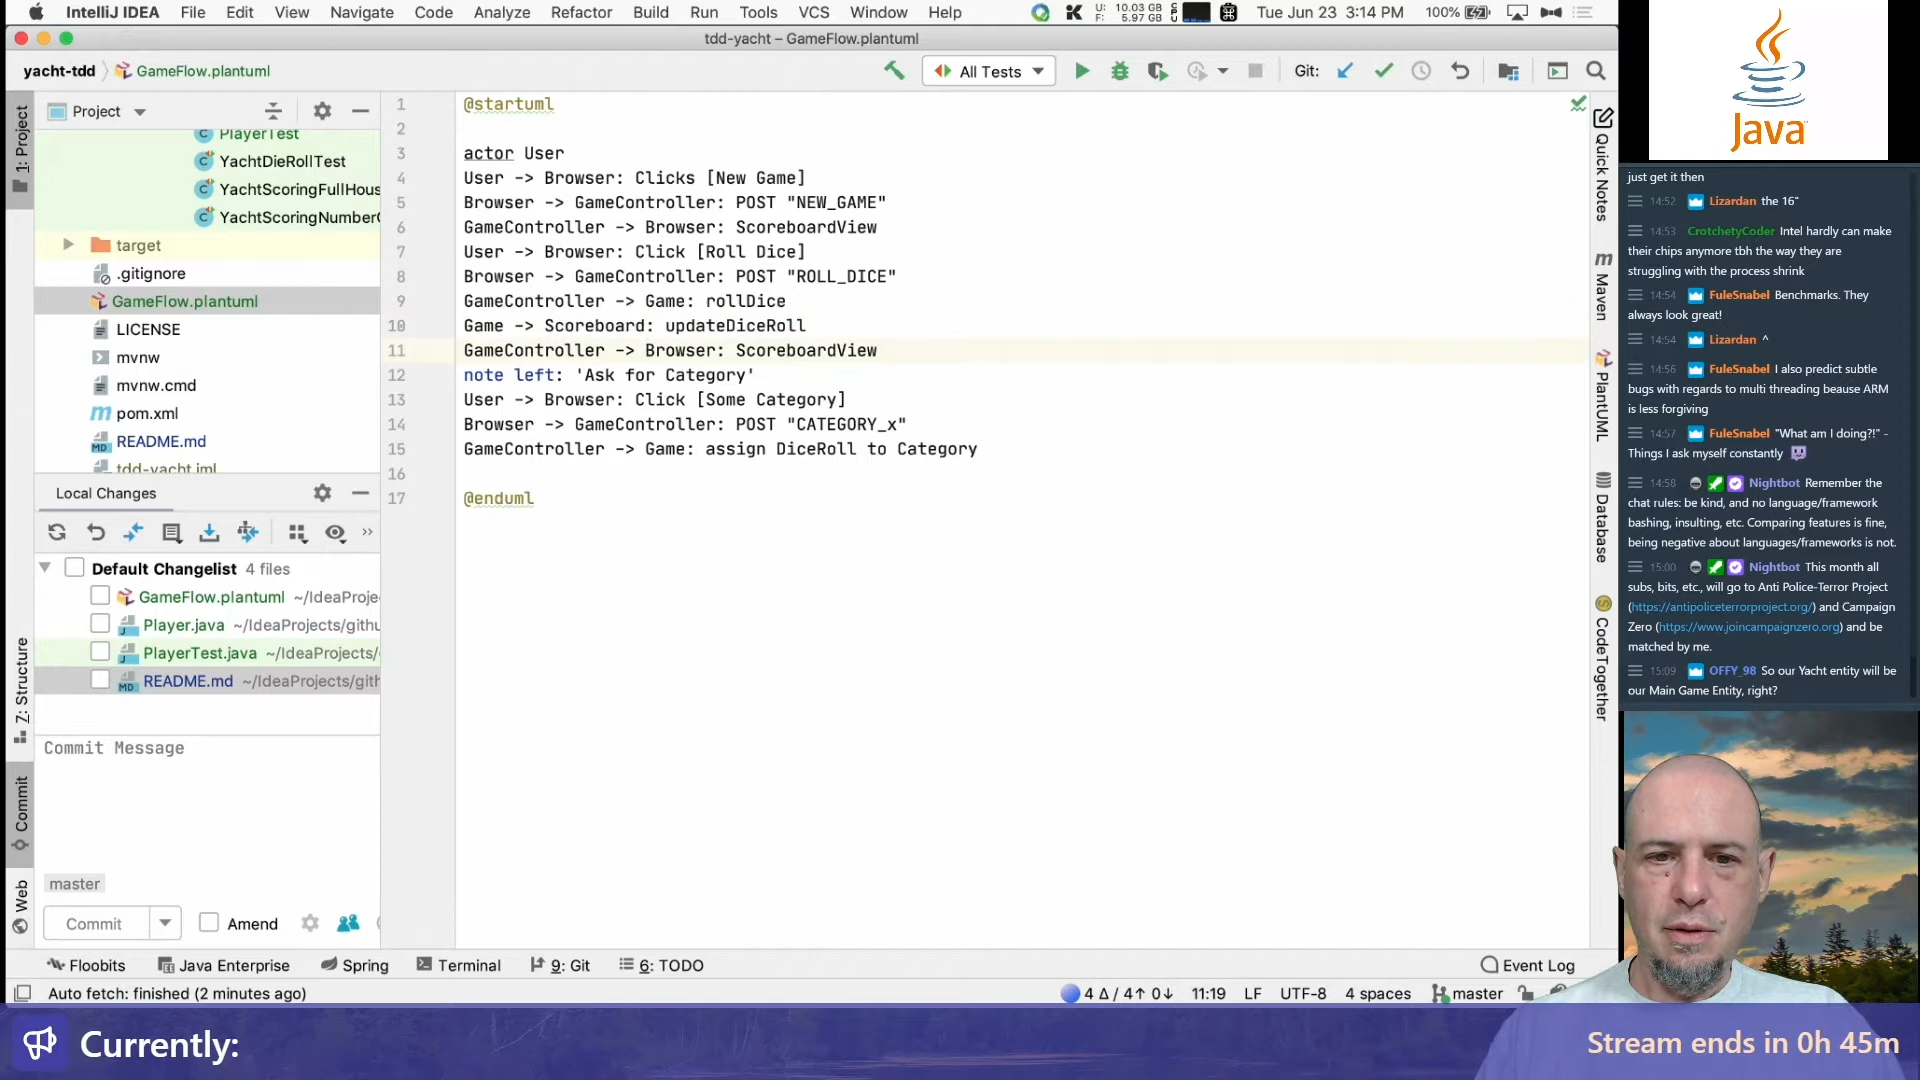 IntelliJ IDEA File Edit View Navigate Code Analyze Refactor Build Run Tools VCS Window Help
U: 10.03 GB
F: 5.97 GB
Tue Jun 23 3:14 PM 100%
tdd-yacht – GameFlow.plantuml
yacht-tdd GameFlow.plantuml
All Tests
Git:
1: Project
Z: Structure
Commit
Web
Project
PlayerTest
YachtDieRollTest
YachtScoringFullHous
YachtScoringNumber
target
.gitignore
GameFlow.plantuml
LICENSE
mvnw
mvnw.cmd
pom.xml
README.md
tdd-yacht.iml
Local Changes
Default Changelist 4 files
GameFlow.plantuml ~/IdeaProje
Player.java ~/IdeaProjects/githu
PlayerTest.java ~/IdeaProjects/
README.md ~/IdeaProjects/gith
Commit Message
master
Commit
Amend
1 @startuml
2
3 actor User
4 User -> Browser: Clicks [New Game]
5 Browser -> GameController: POST "NEW_GAME"
6 GameController -> Browser: ScoreboardView
7 User -> Browser: Click [Roll Dice]
8 Browser -> GameController: POST "ROLL_DICE"
9 GameController -> Game: rollDice
10 Game -> Scoreboard: updateDiceRoll
11 GameController -> Browser: ScoreboardView
12 note left: 'Ask for Category'
13 User -> Browser: Click [Some Category]
14 Browser -> GameController: POST "CATEGORY_x"
15 GameController -> Game: assign DiceRoll to Category
16
17 @enduml
Quick Notes
Maven
PlantUML
Database
CodeTogether
Floobits Java Enterprise Spring Terminal 9: Git 6: TODO Event Log
Auto fetch: finished (2 minutes ago)
4 Δ / 4↑ 0↓ 11:19 LF UTF-8 4 spaces master
Java
just get it then
14:52 Lizardan the 16"
14:53 CrotchetyCoder Intel hardly can make
their chips anymore tbh the way they are
struggling with the process shrink
14:54 FuleSnabel Benchmarks. They
always look great!
14:54 Lizardan ^
14:56 FuleSnabel I also predict subtle
bugs with regards to multi threading beause ARM
is less forgiving
14:57 FuleSnabel "What am I doing?!" -
Things I ask myself constantly
14:58 Nightbot Remember the
chat rules: be kind, and no language/framework
bashing, insulting, etc. Comparing features is fine,
being negative about languages/frameworks is not.
15:00 Nightbot This month all
subs, bits, etc., will go to Anti Police-Terror Project
(https://antipoliceterrorproject.org/) and Campaign
Zero (https://www.joincampaignzero.org) and be
matched by me.
15:09 OFFY_98 So our Yacht entity will be
our Main Game Entity, right?
Currently:
Stream ends in 0h 45m